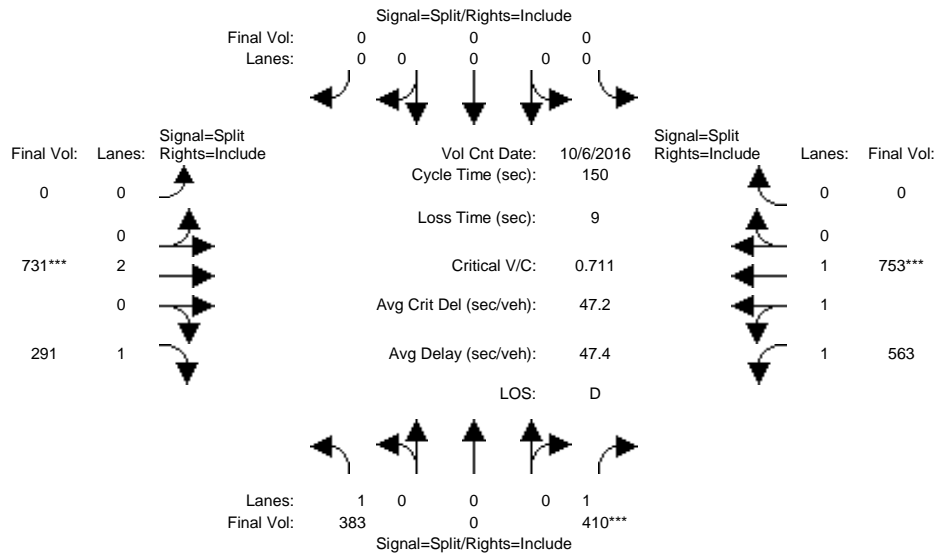 Signal=Split/Rights=Include
Final Vol: 0 0 0
Lanes: 0 0 0 0 0
Signal=Split Signal=Split
Final Vol: Lanes: Rights=Include Vol Cnt Date: 10/6/2016 Rights=Include Lanes: Final Vol:
Cycle Time (sec): 150
0 0 0 0
Loss Time (sec): 9
0 0
731*** 2 Critical V/C: 0.711 1 753***
0 Avg Crit Del (sec/veh): 47.2 1
291 1 Avg Delay (sec/veh): 47.4 1 563
LOS: D
Lanes: 1 0 0 0 1
Final Vol: 383 0 410***
Signal=Split/Rights=Include